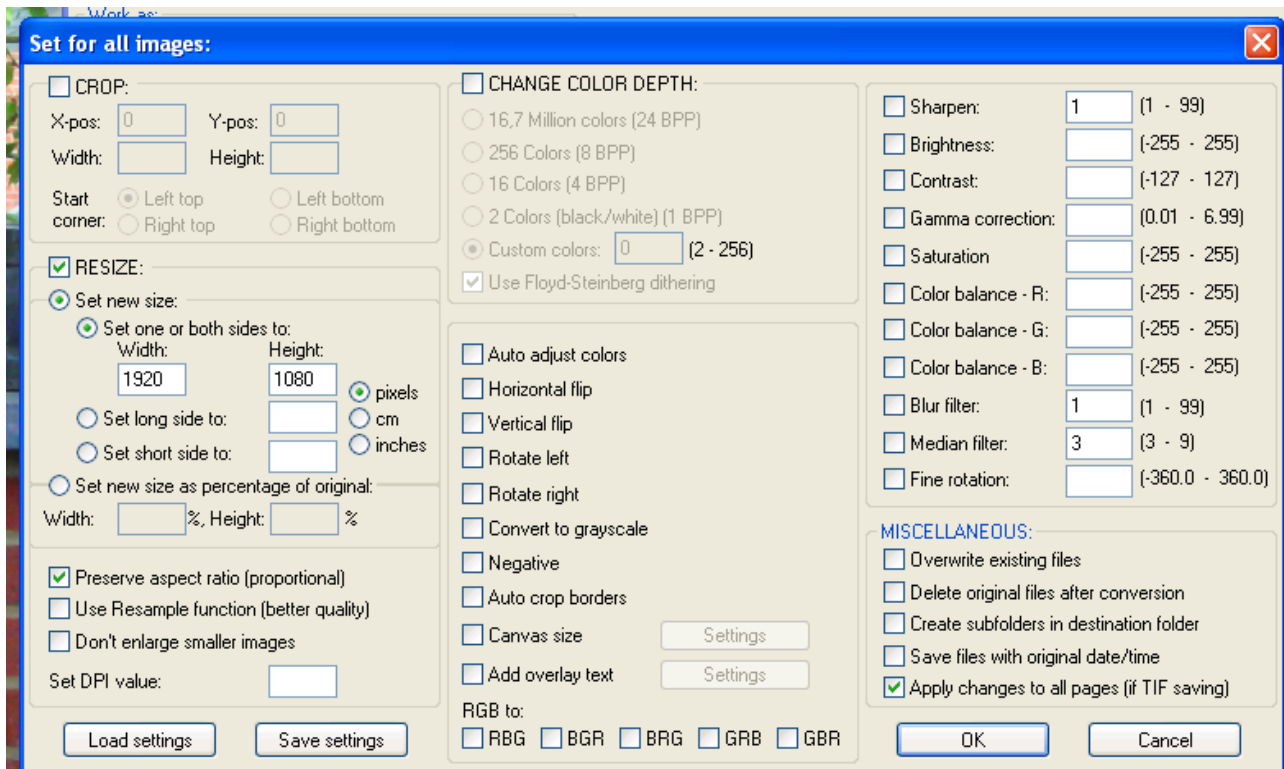 Work as:
Set for all images:
CROP:
X-pos: 0 Y-pos: 0
Width: Height:
Start corner:
Left top Left bottom
Right top Right bottom
RESIZE:
Set new size:
Set one or both sides to:
Width: Height:
1920 1080
pixels
cm
inches
Set long side to:
Set short side to:
Set new size as percentage of original:
Width: %, Height: %
Preserve aspect ratio (proportional)
Use Resample function (better quality)
Don't enlarge smaller images
Set DPI value:
Load settings Save settings
CHANGE COLOR DEPTH:
16,7 Million colors (24 BPP)
256 Colors (8 BPP)
16 Colors (4 BPP)
2 Colors (black/white) (1 BPP)
Custom colors: 0 (2 - 256)
Use Floyd-Steinberg dithering
Auto adjust colors
Horizontal flip
Vertical flip
Rotate left
Rotate right
Convert to grayscale
Negative
Auto crop borders
Canvas size Settings
Add overlay text Settings
RGB to:
RBG BGR BRG GRB GBR
Sharpen: 1 (1 - 99)
Brightness: (-255 - 255)
Contrast: (-127 - 127)
Gamma correction: (0.01 - 6.99)
Saturation (-255 - 255)
Color balance - R: (-255 - 255)
Color balance - G: (-255 - 255)
Color balance - B: (-255 - 255)
Blur filter: 1 (1 - 99)
Median filter: 3 (3 - 9)
Fine rotation: (-360.0 - 360.0)
MISCELLANEOUS:
Overwrite existing files
Delete original files after conversion
Create subfolders in destination folder
Save files with original date/time
Apply changes to all pages (if TIF saving)
OK Cancel